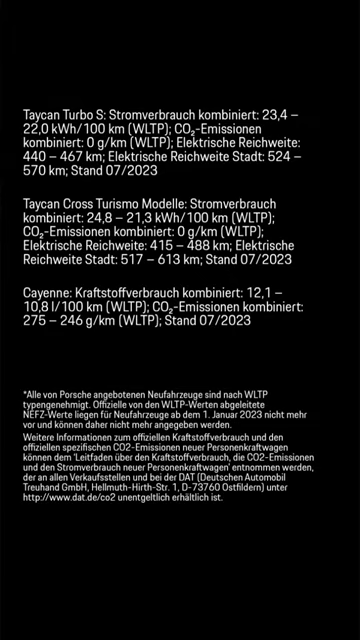 Taycan Turbo S: Stromverbrauch kombiniert: 23,4 –
22,0 kWh/100 km (WLTP); CO₂-Emissionen
kombiniert: 0 g/km (WLTP); Elektrische Reichweite:
440 – 467 km; Elektrische Reichweite Stadt: 524 –
570 km; Stand 07/2023
Taycan Cross Turismo Modelle: Stromverbrauch
kombiniert: 24,8 – 21,3 kWh/100 km (WLTP);
CO₂-Emissionen kombiniert: 0 g/km (WLTP);
Elektrische Reichweite: 415 – 488 km; Elektrische
Reichweite Stadt: 517 – 613 km; Stand 07/2023
Cayenne: Kraftstoffverbrauch kombiniert: 12,1 –
10,8 l/100 km (WLTP); CO₂-Emissionen kombiniert:
275 – 246 g/km (WLTP); Stand 07/2023
*Alle von Porsche angebotenen Neufahrzeuge sind nach WLTP
typengenehmigt. Offizielle von den WLTP-Werten abgeleitete
NEFZ-Werte liegen für Neufahrzeuge ab dem 1. Januar 2023 nicht mehr
vor und können daher nicht mehr angegeben werden.
Weitere Informationen zum offiziellen Kraftstoffverbrauch und den
offiziellen spezifischen CO2-Emissionen neuer Personenkraftwagen
können dem 'Leitfaden über den Kraftstoffverbrauch, die CO2-Emissionen
und den Stromverbrauch neuer Personenkraftwagen' entnommen werden,
der an allen Verkaufsstellen und bei der DAT (Deutschen Automobil
Treuhand GmbH, Hellmuth-Hirth-Str. 1, D-73760 Ostfildern) unter
http://www.dat.de/co2 unentgeltlich erhältlich ist.